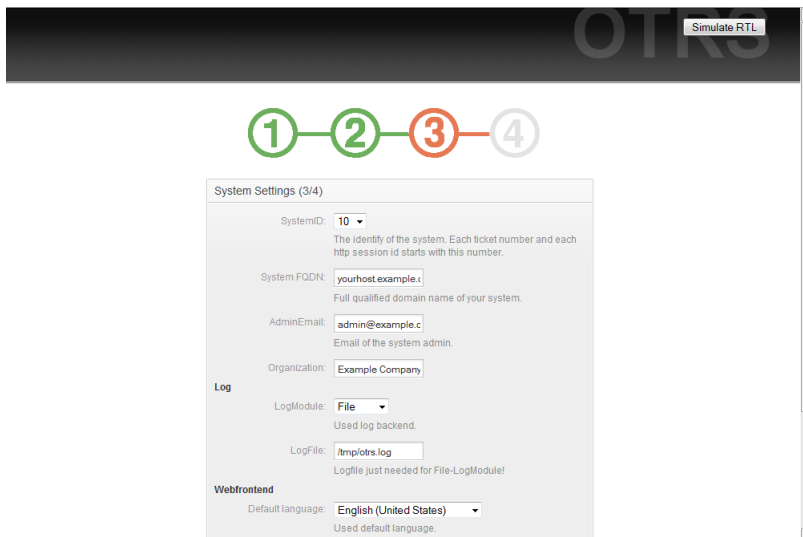 OTRS
Simulate RTL
1 2 3 4
System Settings (3/4)
SystemID: 10
The identify of the system. Each ticket number and each
http session id starts with this number.
System FQDN: yourhost.example.c
Full qualified domain name of your system.
AdminEmail: admin@example.c
Email of the system admin.
Organization: Example Company
Log
LogModule: File
Used log backend.
LogFile: /tmp/otrs.log
Logfile just needed for File-LogModule!
Webfrontend
Default language: English (United States)
Used default language.